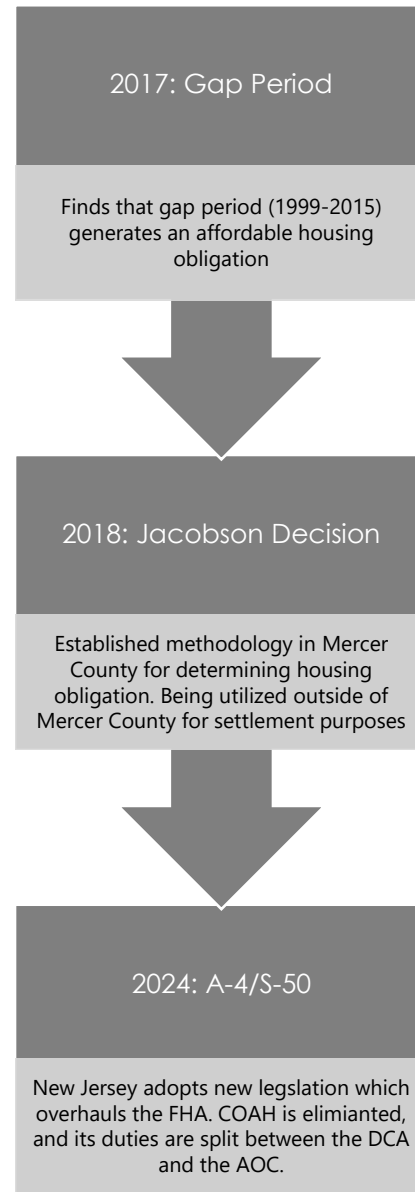 2017: Gap Period
Finds that gap period (1999-2015)
generates an affordable housing
obligation
2018: Jacobson Decision
Established methodology in Mercer
County for determining housing
obligation. Being utilized outside of
Mercer County for settlement purposes
2024: A-4/S-50
New Jersey adopts new legslation which
overhauls the FHA. COAH is elimianted,
and its duties are split between the DCA
and the AOC.